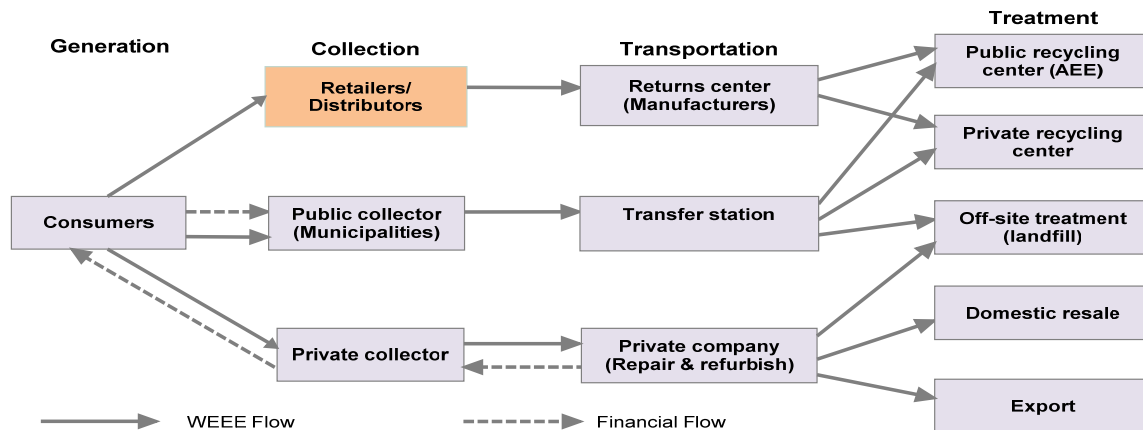 Treatment
Generation
Collection
Transportation
Public recycling
center (AEE)
Retailers/
Distributors
Returns center
(Manufacturers)
Private recycling
center
Consumers
Public collector
(Municipalities)
Transfer station
Off-site treatment
(landfill)
Domestic resale
Private collector
Private company
(Repair & refurbish)
Export
WEEE Flow
Financial Flow